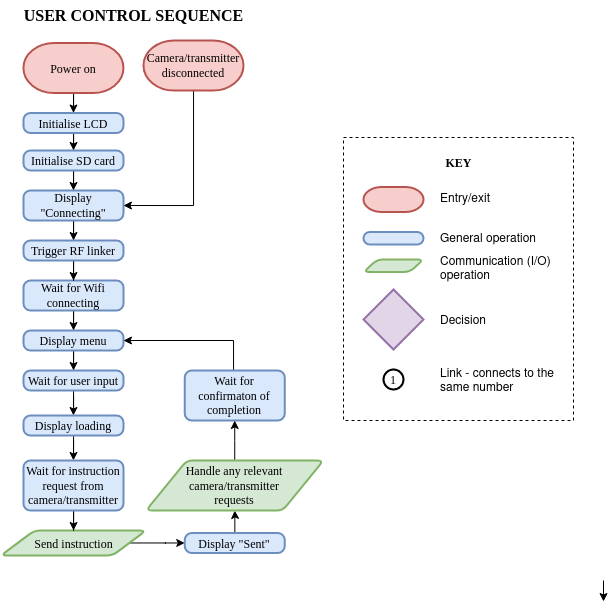 USER CONTROL SEQUENCE
Power on
Camera/transmitter
disconnected
Initialise LCD
Initialise SD card
Display
"Connecting"
Trigger RF linker
Wait for Wifi
connecting
Display menu
Wait for user input
Display loading
Wait for instruction
request from
camera/transmitter
Send instruction
Display "Sent"
Handle any relevant
camera/transmitter
requests
Wait for
confirmaton of
completion
KEY
Entry/exit
General operation
Communication (I/O)
operation
Decision
1
Link - connects to the
same number